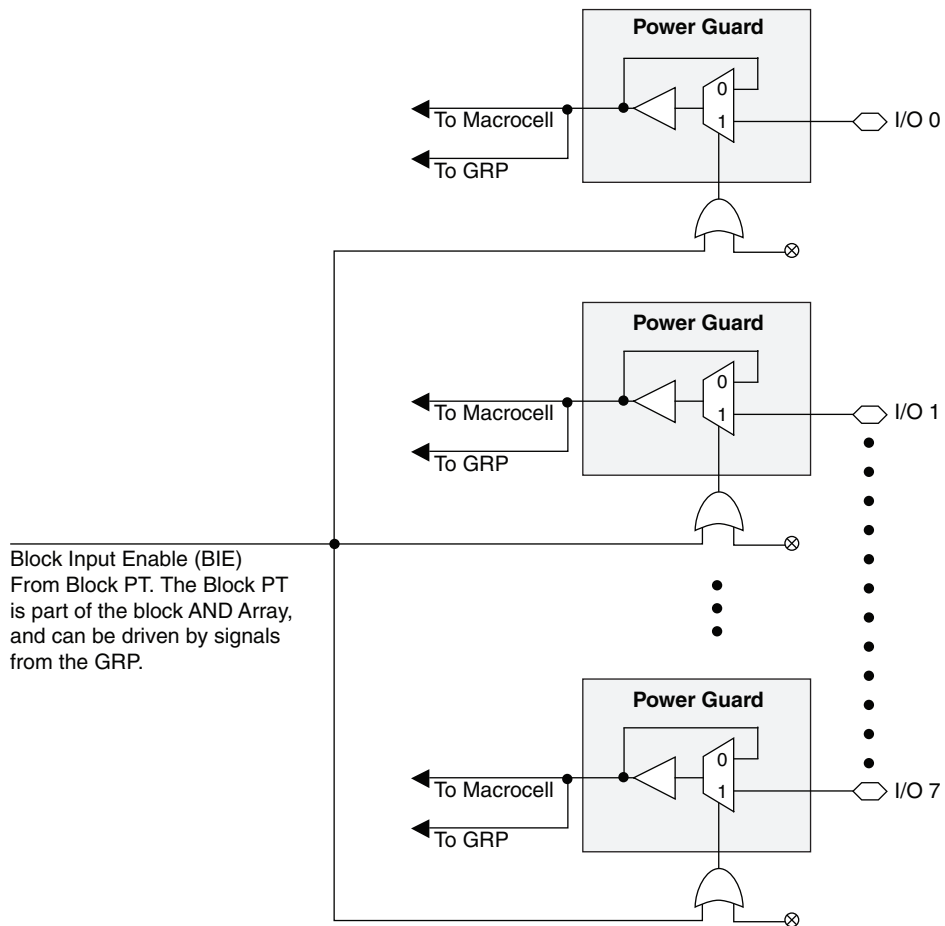 Power Guard
0
1
To Macrocell
To GRP
I/O 0
Power Guard
0
1
To Macrocell
To GRP
I/O 1
Block Input Enable (BIE)
From Block PT. The Block PT
is part of the block AND Array,
and can be driven by signals
from the GRP.
Power Guard
0
1
To Macrocell
To GRP
I/O 7